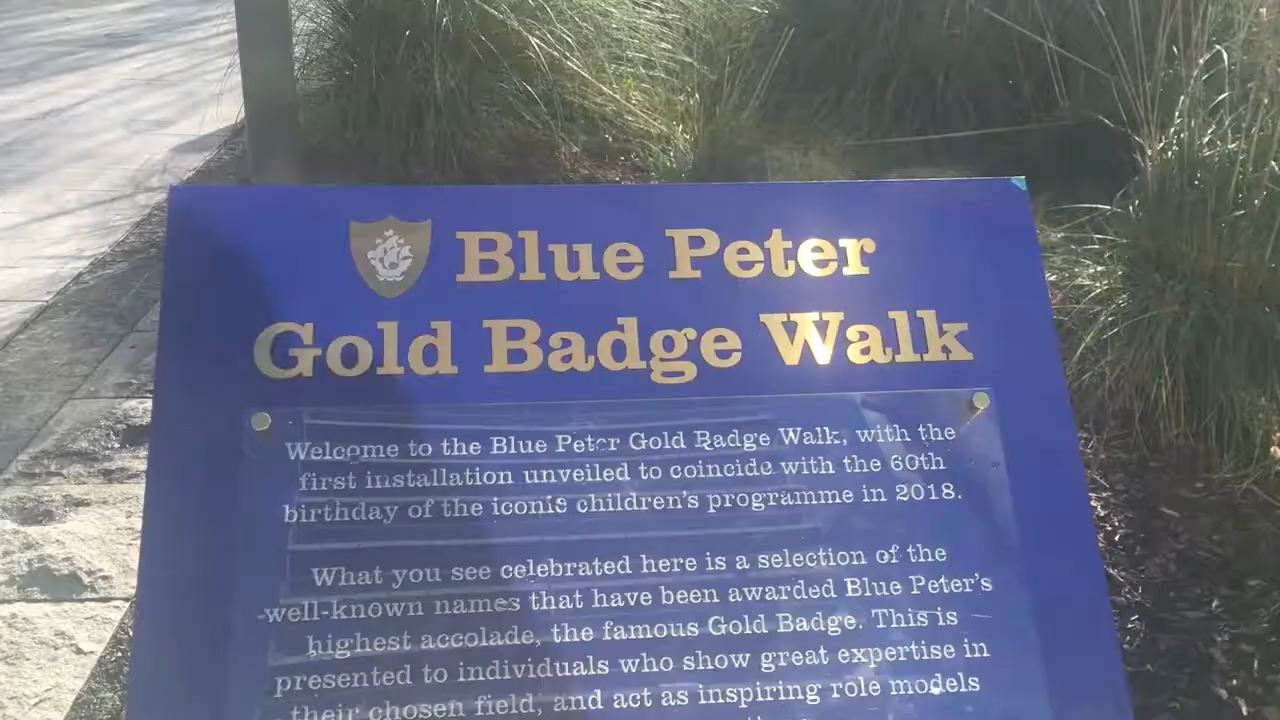 Blue Peter
Gold Badge Walk
Welcome to the Blue Peter Gold Badge Walk, with the
first installation unveiled to coincide with the 60th
birthday of the iconic children's programme in 2018.
What you see celebrated here is a selection of the
well-known names that have been awarded Blue Peter's
highest accolade, the famous Gold Badge. This is
presented to individuals who show great expertise in
their chosen field, and act as inspiring role models